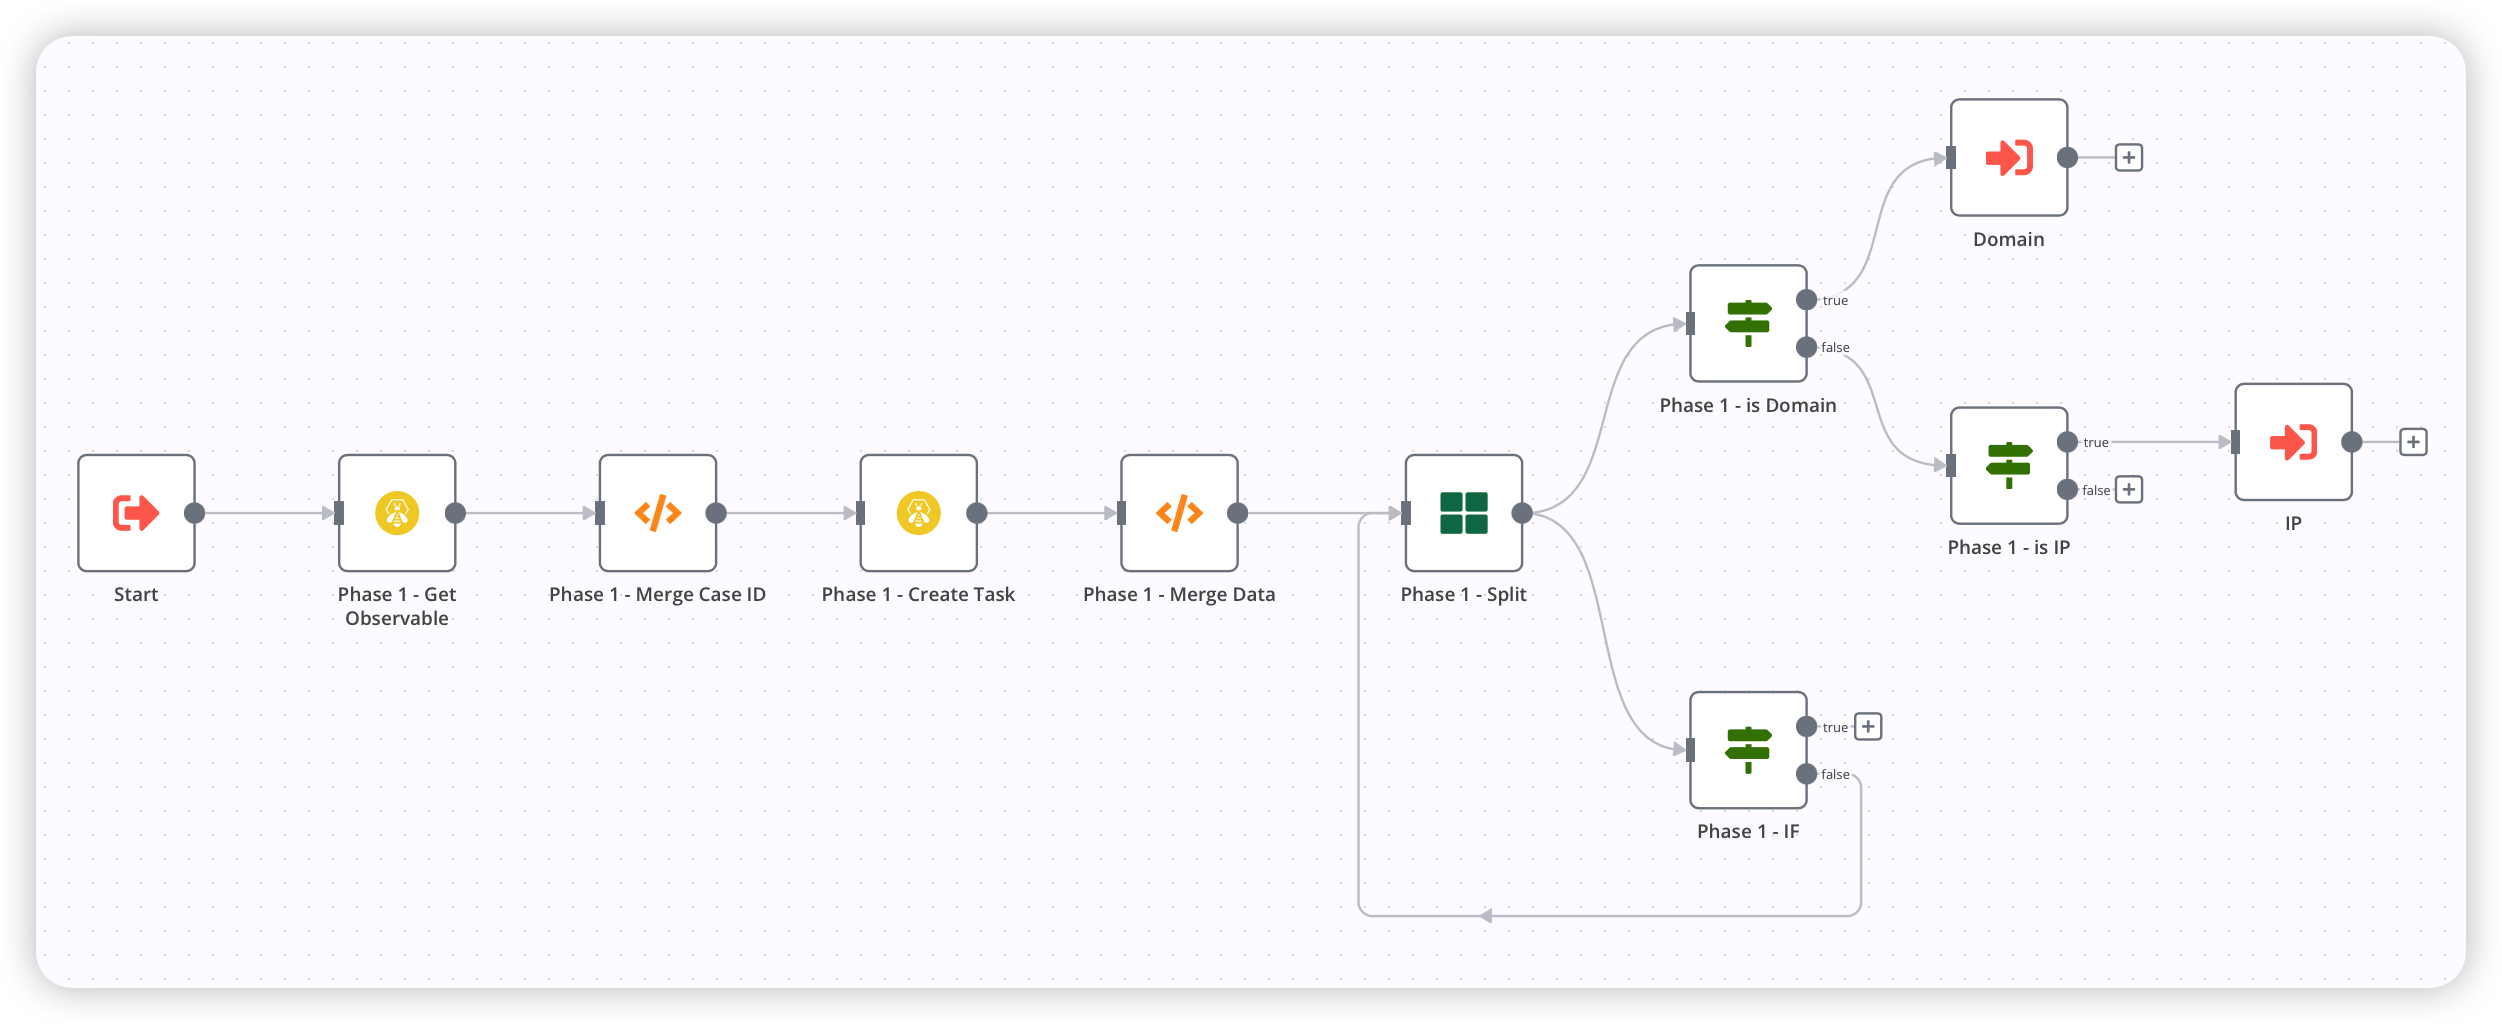 Start
Phase 1 - Get
Observable
Phase 1 - Merge Case ID
Phase 1 - Create Task
Phase 1 - Merge Data
Phase 1 - Split
true
false
Phase 1 - is Domain
Domain
true
false
Phase 1 - is IP
IP
true
false
Phase 1 - IF